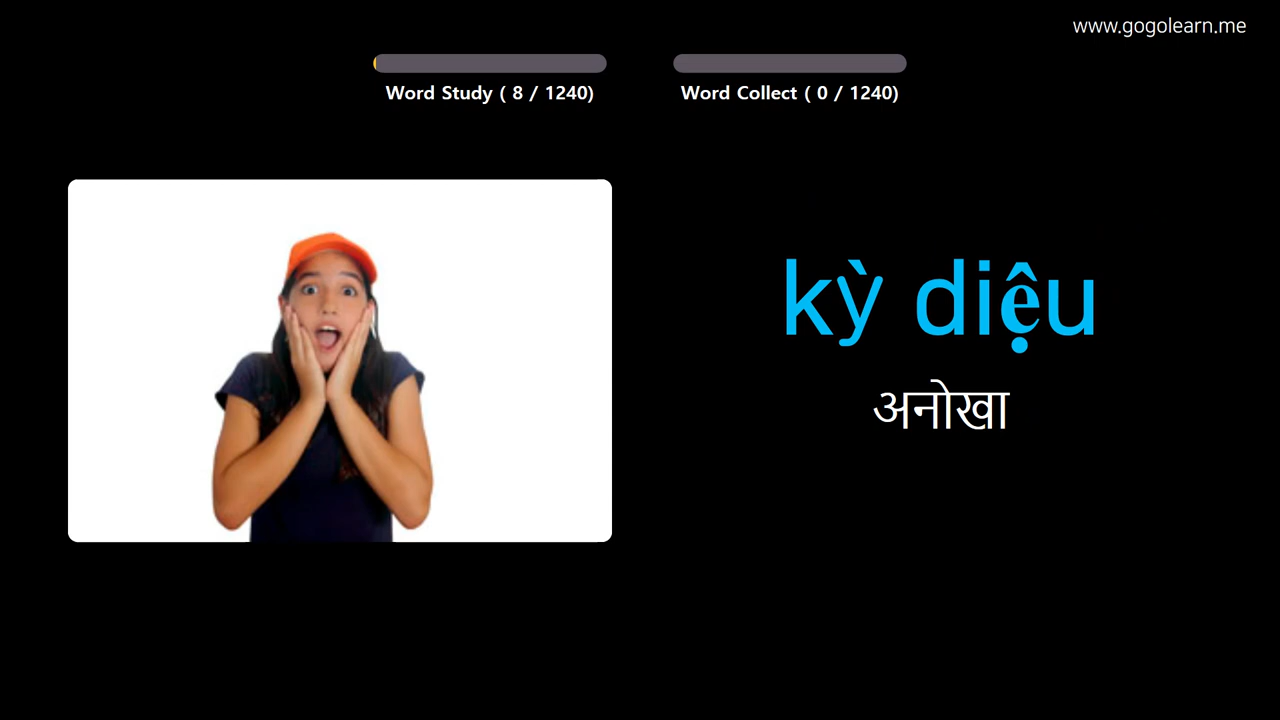 www.gogolearn.me
Word Study ( 8 / 1240)
Word Collect ( 0 / 1240)
kỳ diệu
अनोखा